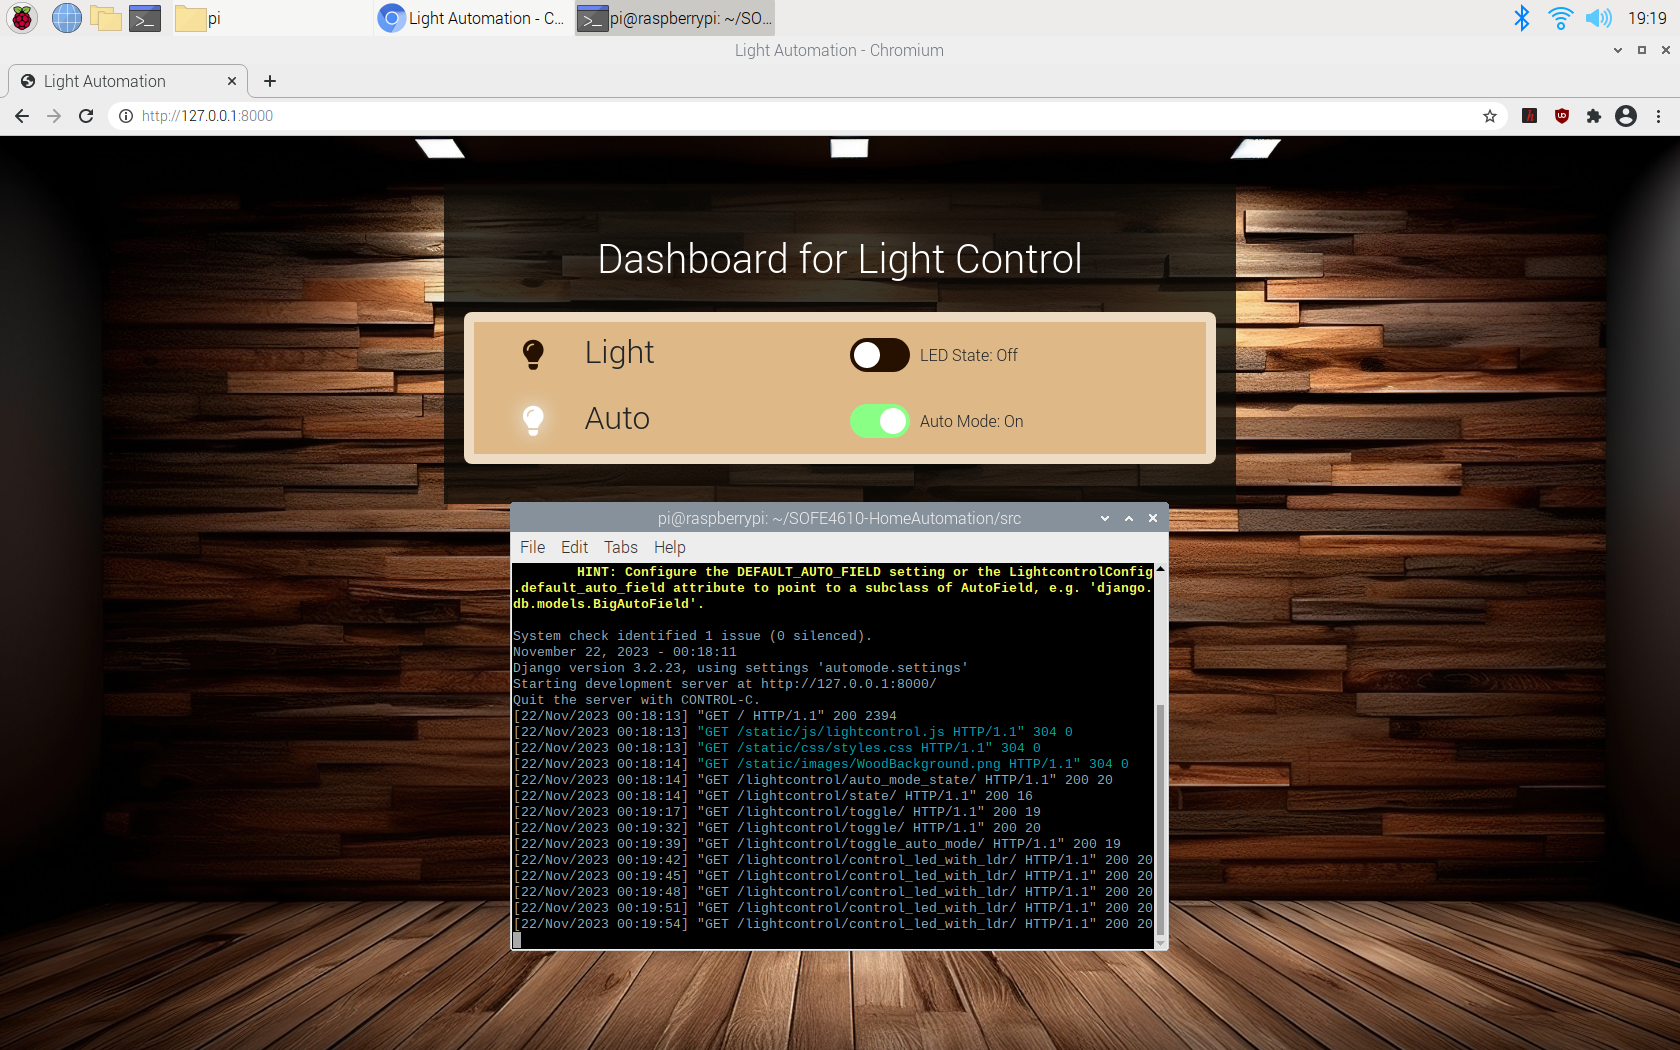 pi
Light Automation - C...
pi@raspberrypi: ~/SO...
19:19
Light Automation - Chromium
Light Automation
http://127.0.0.1:8000
Dashboard for Light Control
Light
LED State: Off
Auto
Auto Mode: On
pi@raspberrypi: ~/SOFE4610-HomeAutomation/src
File Edit Tabs Help
HINT: Configure the DEFAULT_AUTO_FIELD setting or the LightcontrolConfig
.default_auto_field attribute to point to a subclass of AutoField, e.g. 'django.
db.models.BigAutoField'.
System check identified 1 issue (0 silenced).
November 22, 2023 - 00:18:11
Django version 3.2.23, using settings 'automode.settings'
Starting development server at http://127.0.0.1:8000/
Quit the server with CONTROL-C.
[22/Nov/2023 00:18:13] "GET / HTTP/1.1" 200 2394
[22/Nov/2023 00:18:13] "GET /static/js/lightcontrol.js HTTP/1.1" 304 0
[22/Nov/2023 00:18:13] "GET /static/css/styles.css HTTP/1.1" 304 0
[22/Nov/2023 00:18:14] "GET /static/images/WoodBackground.png HTTP/1.1" 304 0
[22/Nov/2023 00:18:14] "GET /lightcontrol/auto_mode_state/ HTTP/1.1" 200 20
[22/Nov/2023 00:18:14] "GET /lightcontrol/state/ HTTP/1.1" 200 16
[22/Nov/2023 00:19:17] "GET /lightcontrol/toggle/ HTTP/1.1" 200 19
[22/Nov/2023 00:19:32] "GET /lightcontrol/toggle/ HTTP/1.1" 200 20
[22/Nov/2023 00:19:39] "GET /lightcontrol/toggle_auto_mode/ HTTP/1.1" 200 19
[22/Nov/2023 00:19:42] "GET /lightcontrol/control_led_with_ldr/ HTTP/1.1" 200 20
[22/Nov/2023 00:19:45] "GET /lightcontrol/control_led_with_ldr/ HTTP/1.1" 200 20
[22/Nov/2023 00:19:48] "GET /lightcontrol/control_led_with_ldr/ HTTP/1.1" 200 20
[22/Nov/2023 00:19:51] "GET /lightcontrol/control_led_with_ldr/ HTTP/1.1" 200 20
[22/Nov/2023 00:19:54] "GET /lightcontrol/control_led_with_ldr/ HTTP/1.1" 200 20